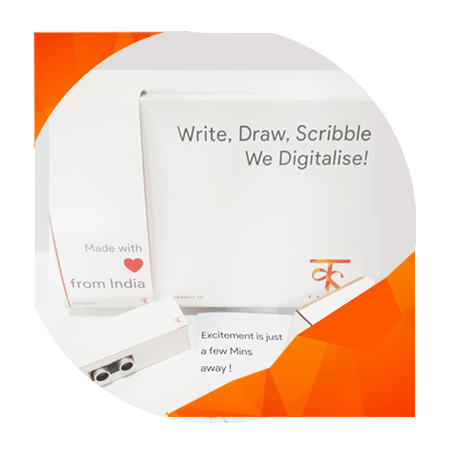 Write, Draw, Scribble
We Digitalise!
Made with
from India
Excitement is just
a few Mins
away !